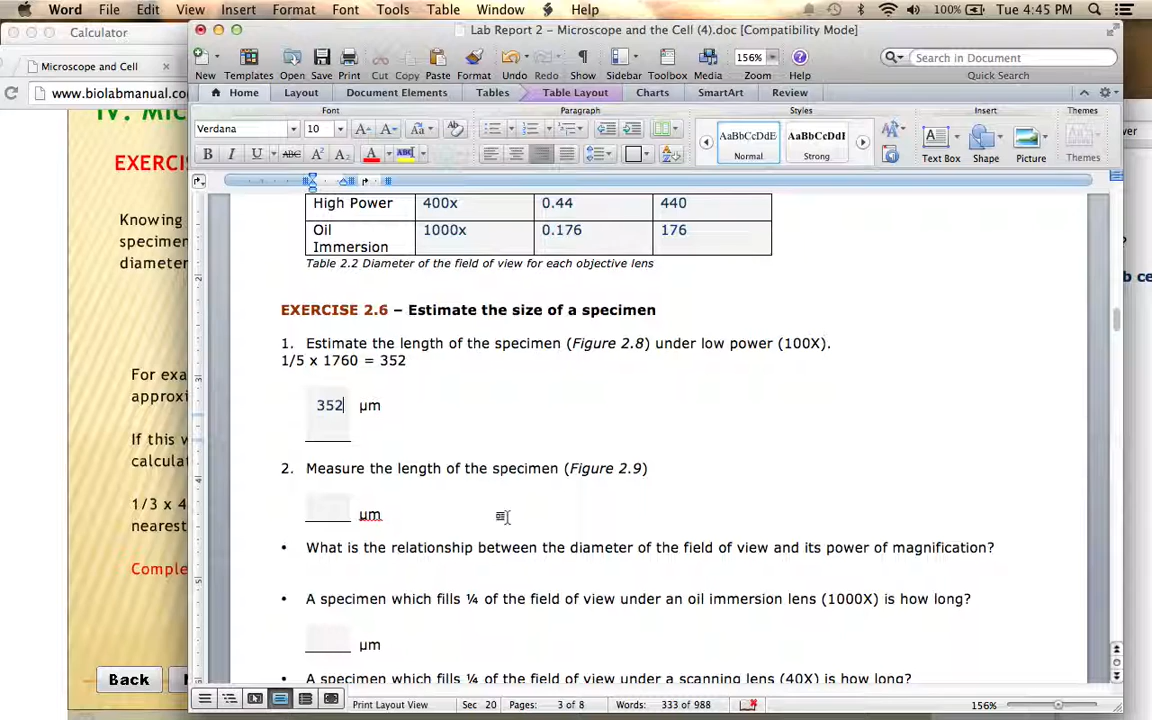 Word File Edit View Insert Format Font Tools Table Window Help 100% Tue 4:45 PM
Calculator
Lab Report 2 – Microscope and the Cell (4).doc [Compatibility Mode]
Microscope and Cell
www.biolabmanual.co
156%
Search in Document
New Templates Open Save Print Cut Copy Paste Format Undo Redo Show Sidebar Toolbox Media Zoom Help Quick Search
Home Layout Document Elements Tables Table Layout Charts SmartArt Review
Font Paragraph Styles Insert Themes
Verdana 10
AaBbCcDdE AaBbCcDdEI
Normal Strong Text Box Shape Picture Themes
B I U ABC A² A₂ A ABC
EXERCIS
Knowing
specimen
diameter
For exa
approxi
If this w
calculat
1/3 x 4
nearest
Comple
Back
High Power 400x 0.44 440
Oil Immersion 1000x 0.176 176
Table 2.2 Diameter of the field of view for each objective lens
EXERCISE 2.6 – Estimate the size of a specimen
1. Estimate the length of the specimen (Figure 2.8) under low power (100X).
1/5 x 1760 = 352
352 µm
2. Measure the length of the specimen (Figure 2.9)
µm
• What is the relationship between the diameter of the field of view and its power of magnification?
• A specimen which fills ¼ of the field of view under an oil immersion lens (1000X) is how long?
µm
• A specimen which fills ¼ of the field of view under a scanning lens (40X) is how long?
Print Layout View Sec 20 Pages: 3 of 8 Words: 333 of 988 156%